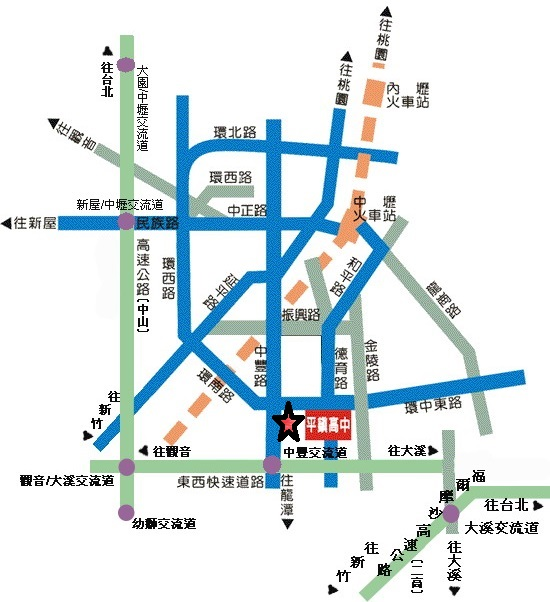 往桃園
往桃園
往台北
大園/中壢交流道
內壢
火車站
往觀音
環北路
環西路
新屋/中壢交流道
中正路
中壢
火車站
往新屋
民族路
高速公路(中山)
環西路
延平路
和平路
龍岡路
振興路
中豐路
德育路
金陵路
環南路
往新竹
環中東路
平鎮高中
往觀音
中豐交流道
往大溪
觀音/大溪交流道
東西快速道路
往龍潭
幼獅交流道
福爾摩沙高速公路(二高)
往台北
大溪交流道
往新竹
往大溪